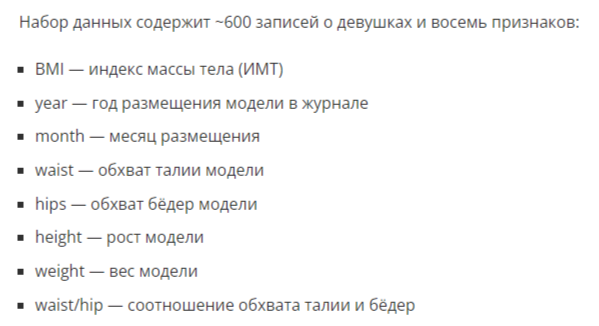 Набор данных содержит ~600 записей о девушках и восемь признаков:
▪ BMI — индекс массы тела (ИМТ)
▪ year — год размещения модели в журнале
▪ month — месяц размещения
▪ waist — обхват талии модели
▪ hips — обхват бёдер модели
▪ height — рост модели
▪ weight — вес модели
▪ waist/hip — соотношение обхвата талии и бёдер